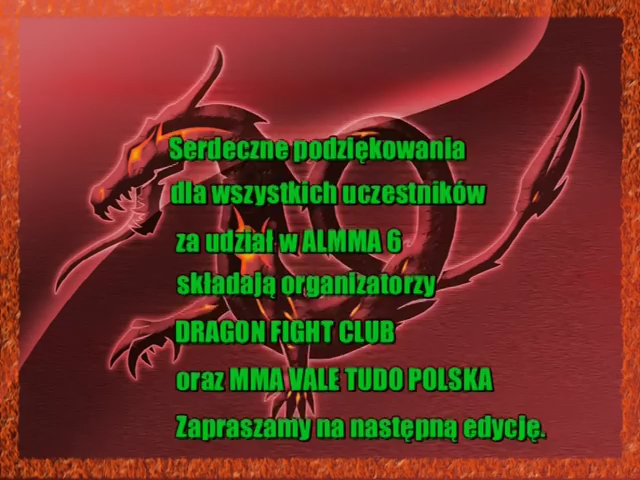 Serdeczne podziękowania
dla wszystkich uczestników
za udział w ALMMA 6
składają organizatorzy
DRAGON FIGHT CLUB
oraz MMA VALE TUDO POLSKA
Zapraszamy na następną edycję.